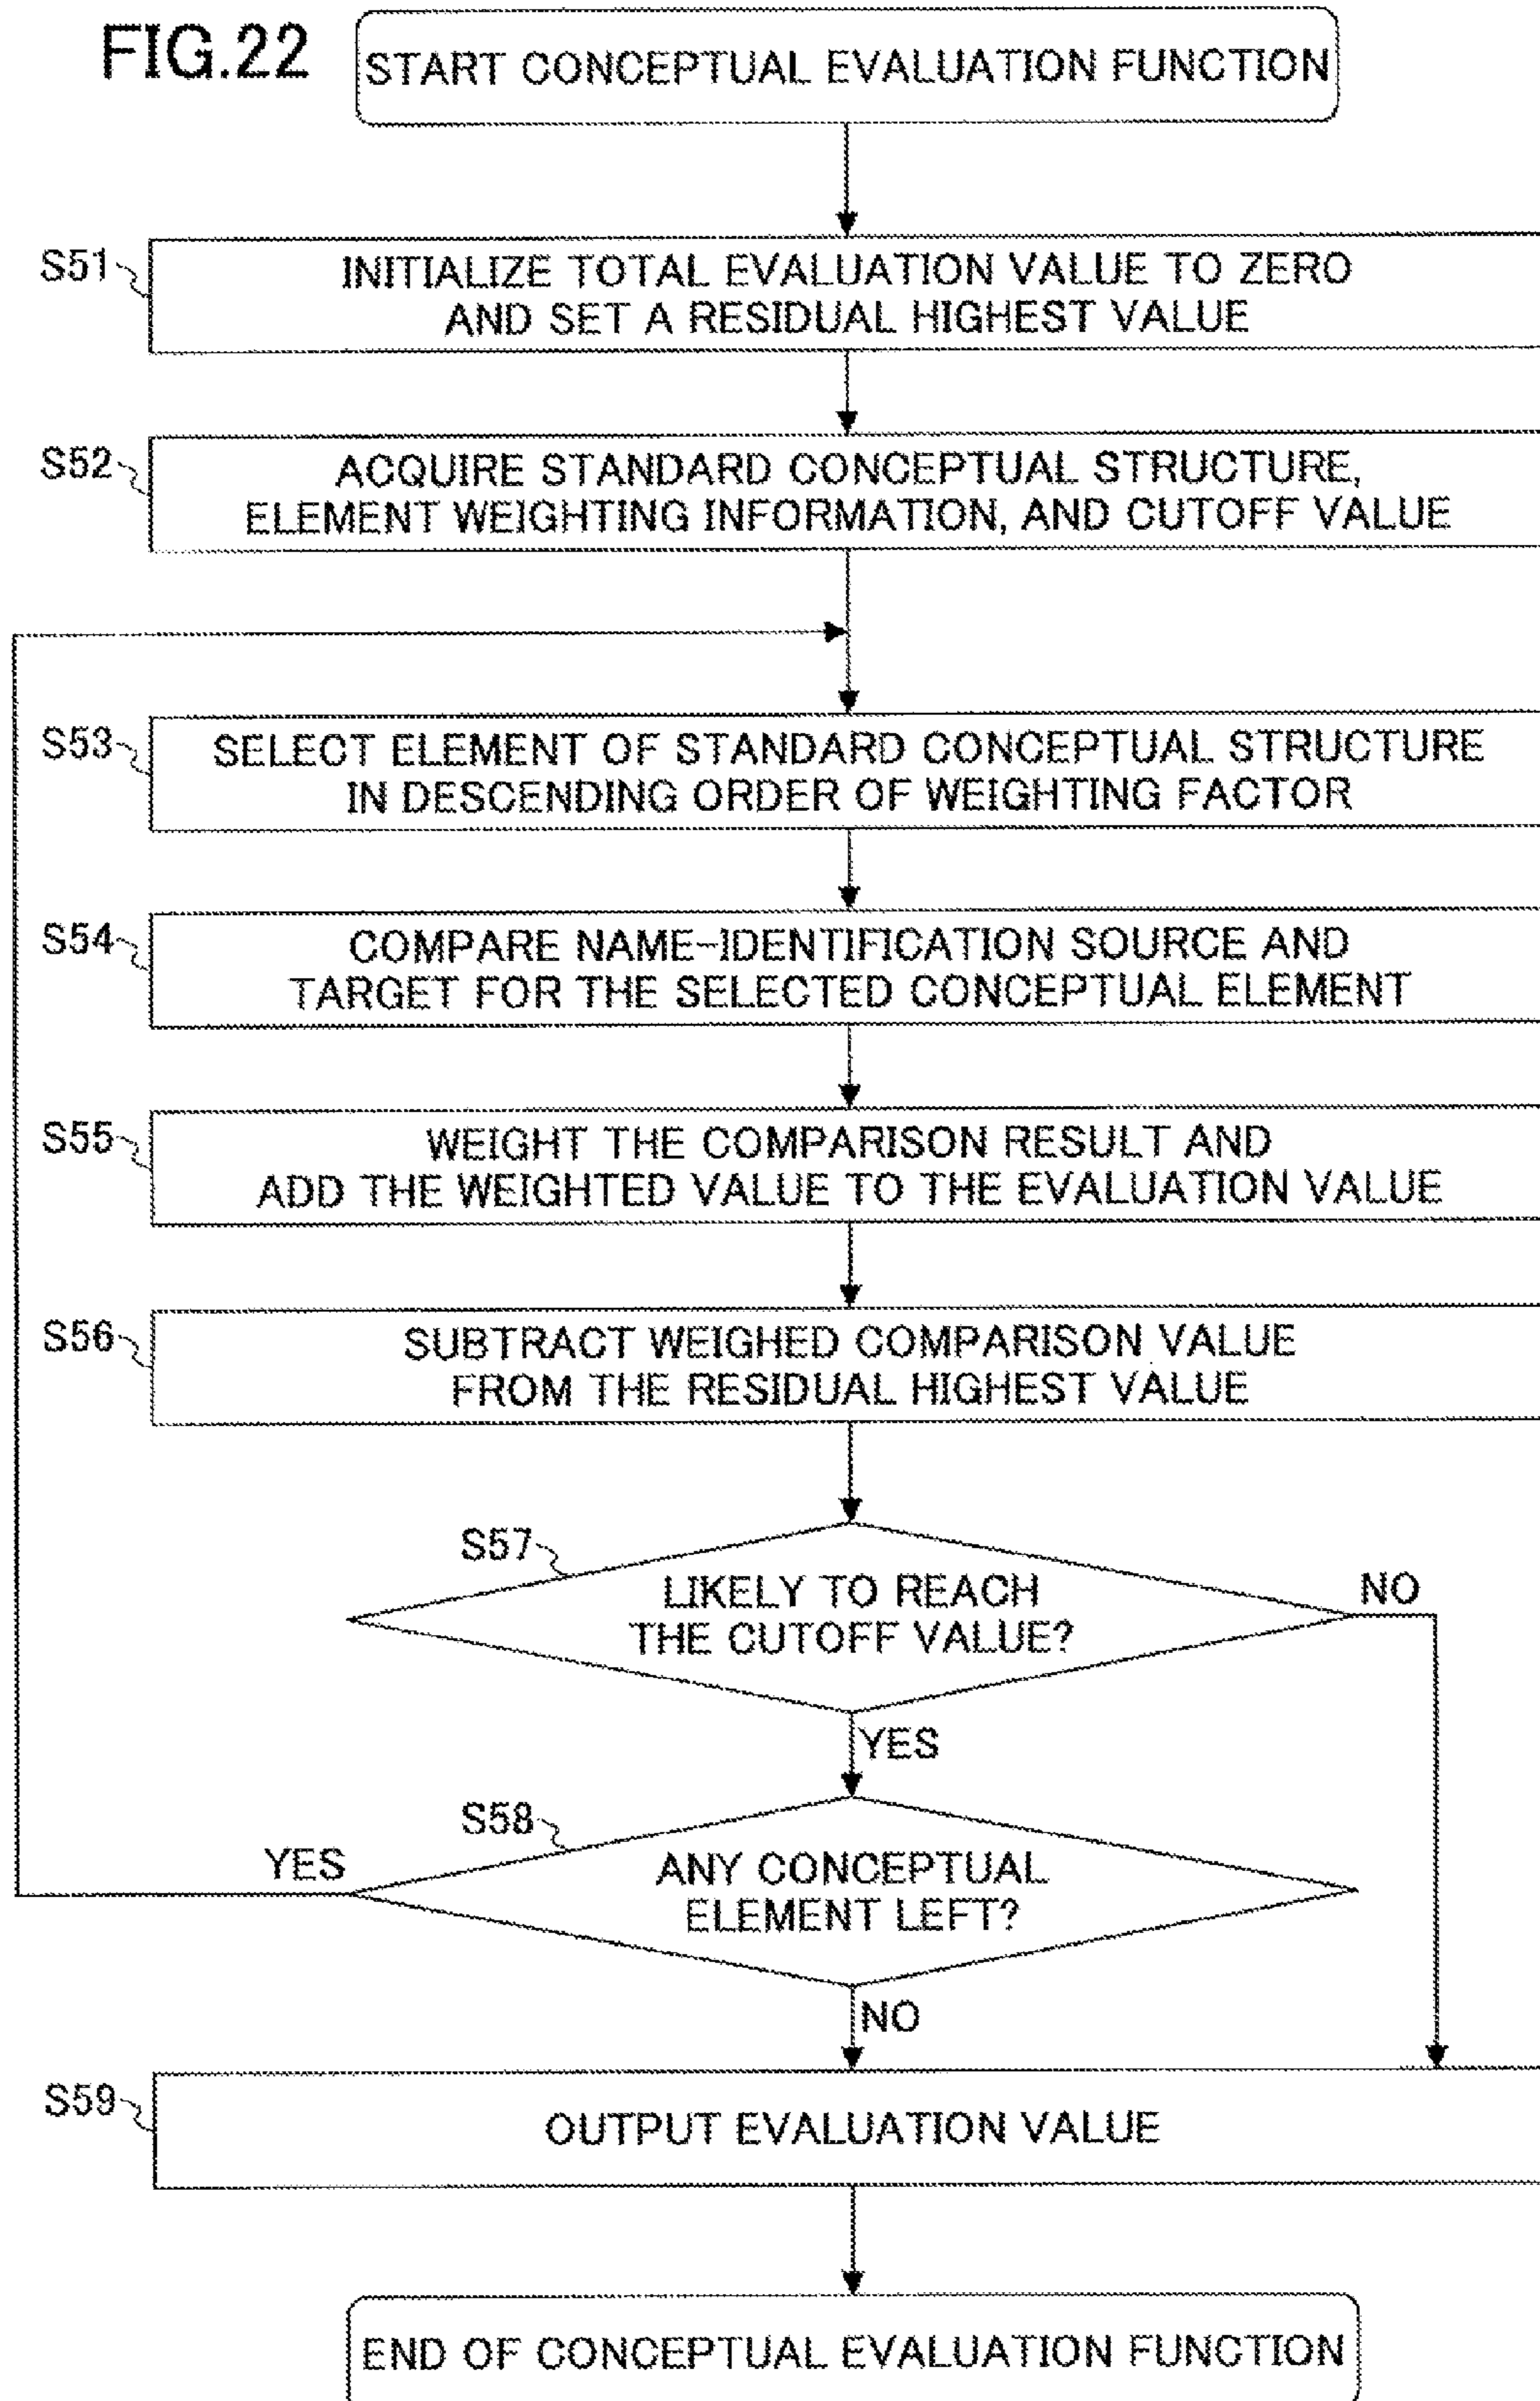 FIG.22
START CONCEPTUAL EVALUATION FUNCTION
S51
INITIALIZE TOTAL EVALUATION VALUE TO ZERO
AND SET A RESIDUAL HIGHEST VALUE
S52
ACQUIRE STANDARD CONCEPTUAL STRUCTURE,
ELEMENT WEIGHTING INFORMATION, AND CUTOFF VALUE
S53
SELECT ELEMENT OF STANDARD CONCEPTUAL STRUCTURE
IN DESCENDING ORDER OF WEIGHTING FACTOR
S54
COMPARE NAME-IDENTIFICATION SOURCE AND
TARGET FOR THE SELECTED CONCEPTUAL ELEMENT
S55
WEIGHT THE COMPARISON RESULT AND
ADD THE WEIGHTED VALUE TO THE EVALUATION VALUE
S56
SUBTRACT WEIGHED COMPARISON VALUE
FROM THE RESIDUAL HIGHEST VALUE
S57
LIKELY TO REACH
THE CUTOFF VALUE?
NO
YES
S58
ANY CONCEPTUAL
ELEMENT LEFT?
YES
NO
S59
OUTPUT EVALUATION VALUE
END OF CONCEPTUAL EVALUATION FUNCTION